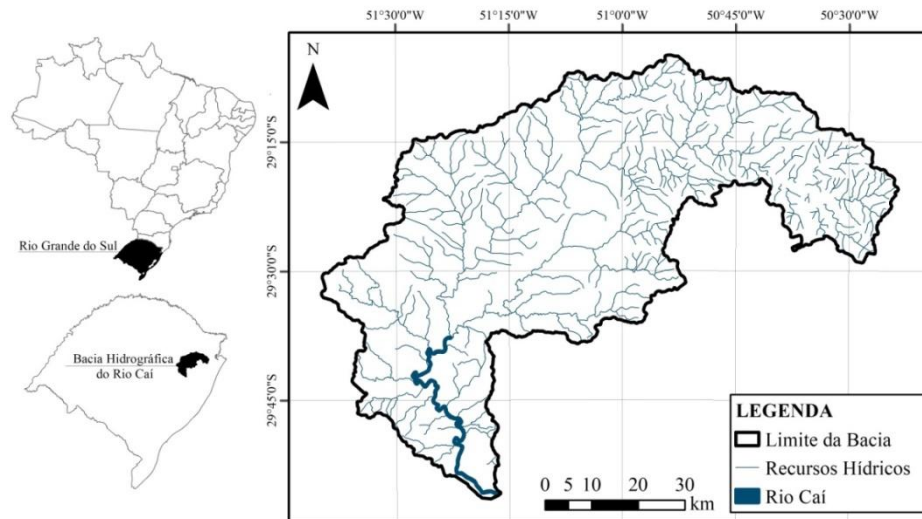 51°30'0"W 51°15'0"W 51°00'W 50°45'0"W 50°30'0"W
N
29°15'0"S
Rio Grande do Sul
29°30'0"S
Bacia Hidrográfica
do Rio Caí
29°45'0"S
LEGENDA
Limite da Bacia
Recursos Hídricos
Rio Caí
0 5 10 20 30
km